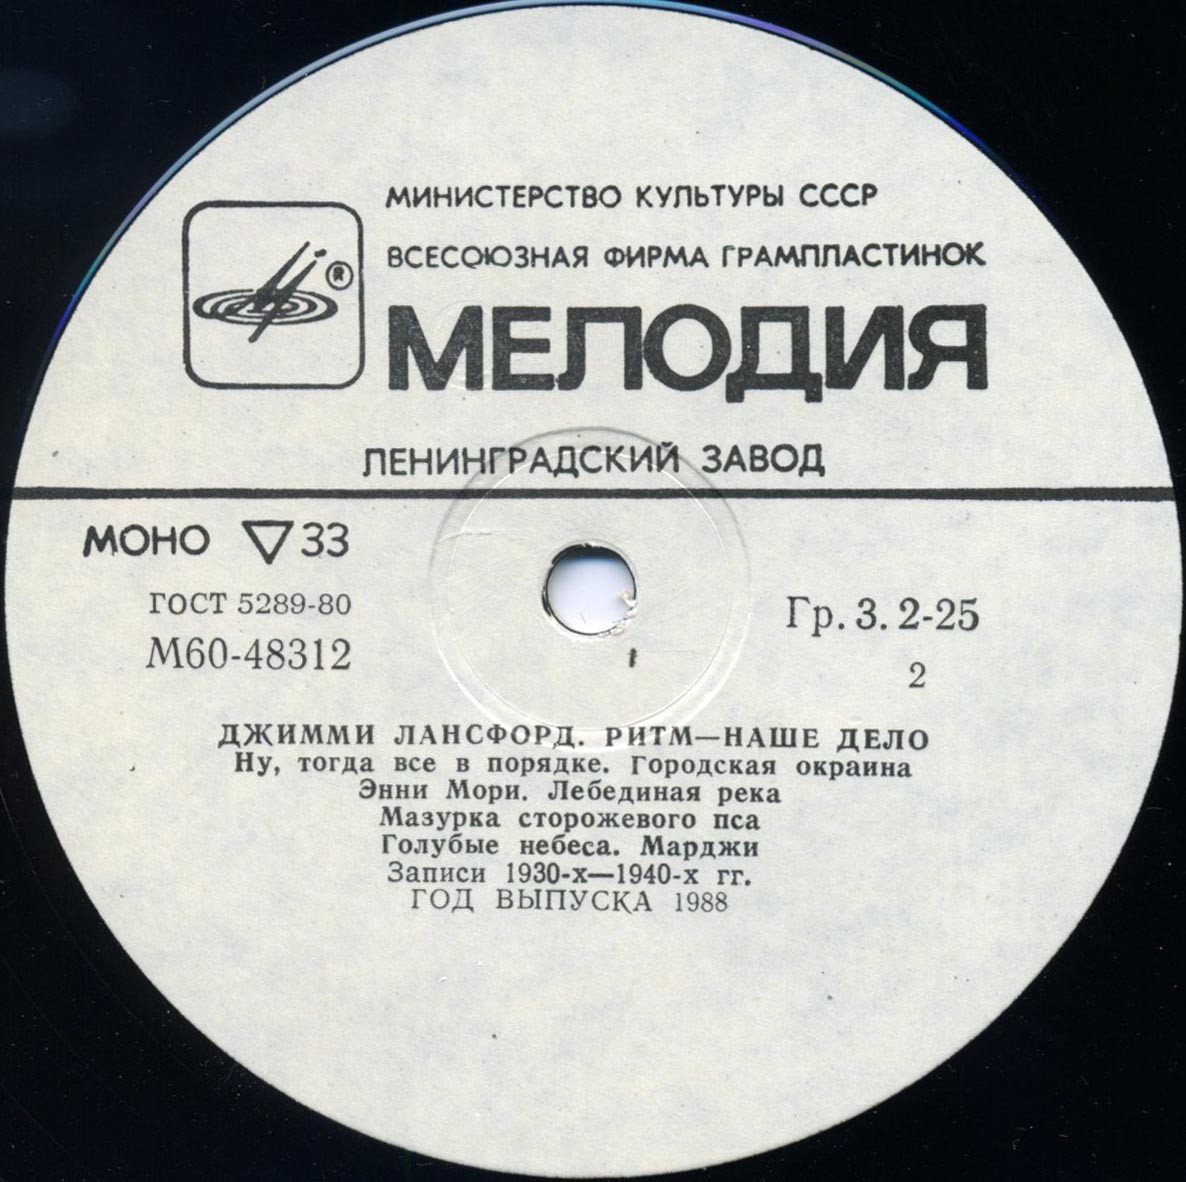 МИНИСТЕРСТВО КУЛЬТУРЫ СССР
ВСЕСОЮЗНАЯ ФИРМА ГРАМПЛАСТИНОК
®
МЕЛОДИЯ
ЛЕНИНГРАДСКИЙ ЗАВОД
МОНО ▽ 33
ГОСТ 5289-80
М60-48312
Гр. 3. 2-25
2
ДЖИММИ ЛАНСФОРД. РИТМ—НАШЕ ДЕЛО
Ну, тогда все в порядке. Городская окраина
Энни Мори. Лебединая река
Мазурка сторожевого пса
Голубые небеса. Марджи
Записи 1930-х—1940-х гг.
ГОД ВЫПУСКА 1988